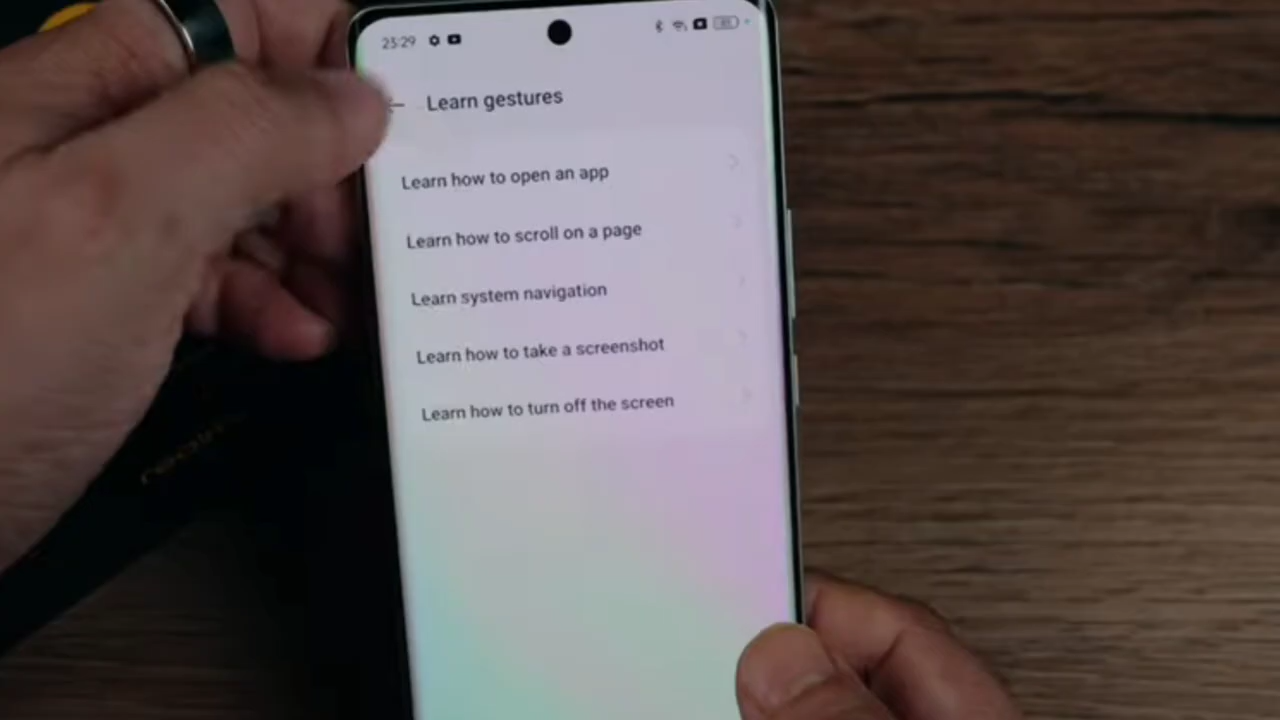 23:29
Learn gestures
Learn how to open an app
Learn how to scroll on a page
Learn system navigation
Learn how to take a screenshot
Learn how to turn off the screen